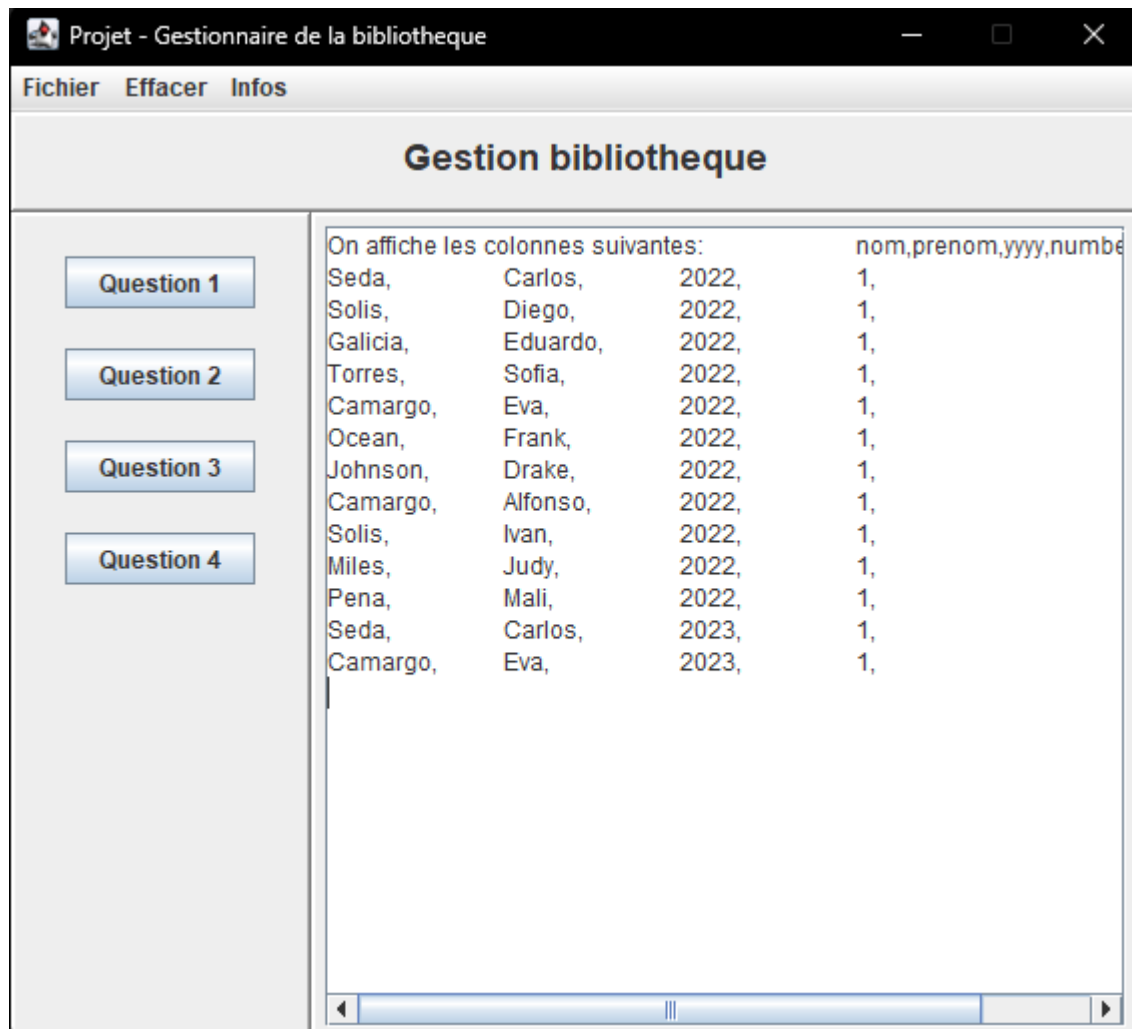 Projet - Gestionnaire de la bibliotheque
Fichier Effacer Infos
Gestion bibliotheque
Question 1
Question 2
Question 3
Question 4
On affiche les colonnes suivantes: nom,prenom,yyyy,numbe
Seda, Carlos, 2022, 1,
Solis, Diego, 2022, 1,
Galicia, Eduardo, 2022, 1,
Torres, Sofia, 2022, 1,
Camargo, Eva, 2022, 1,
Ocean, Frank, 2022, 1,
Johnson, Drake, 2022, 1,
Camargo, Alfonso, 2022, 1,
Solis, Ivan, 2022, 1,
Miles, Judy, 2022, 1,
Pena, Mali, 2022, 1,
Seda, Carlos, 2023, 1,
Camargo, Eva, 2023, 1,